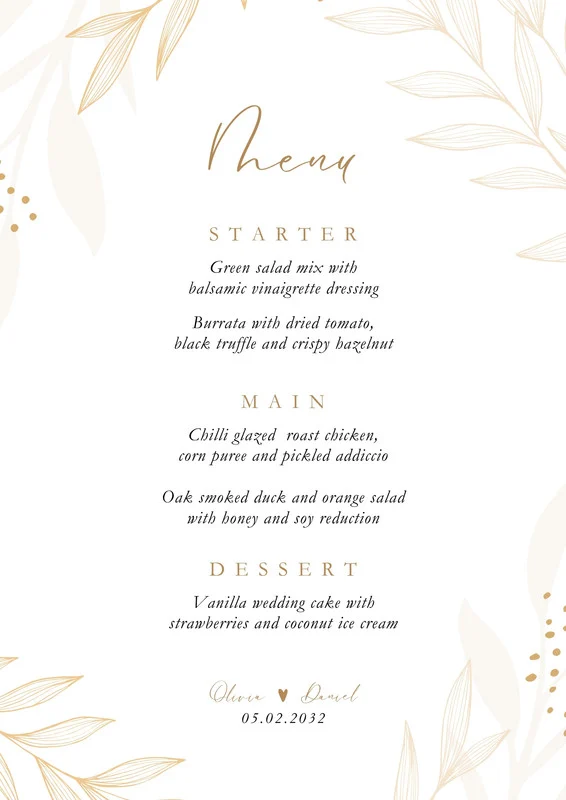 Menu
STARTER
Green salad mix with
balsamic vinaigrette dressing
Burrata with dried tomato,
black truffle and crispy hazelnut
MAIN
Chilli glazed roast chicken,
corn puree and pickled addiccio
Oak smoked duck and orange salad
with honey and soy reduction
DESSERT
Vanilla wedding cake with
strawberries and coconut ice cream
Olivia ♥ Daniel
05.02.2032